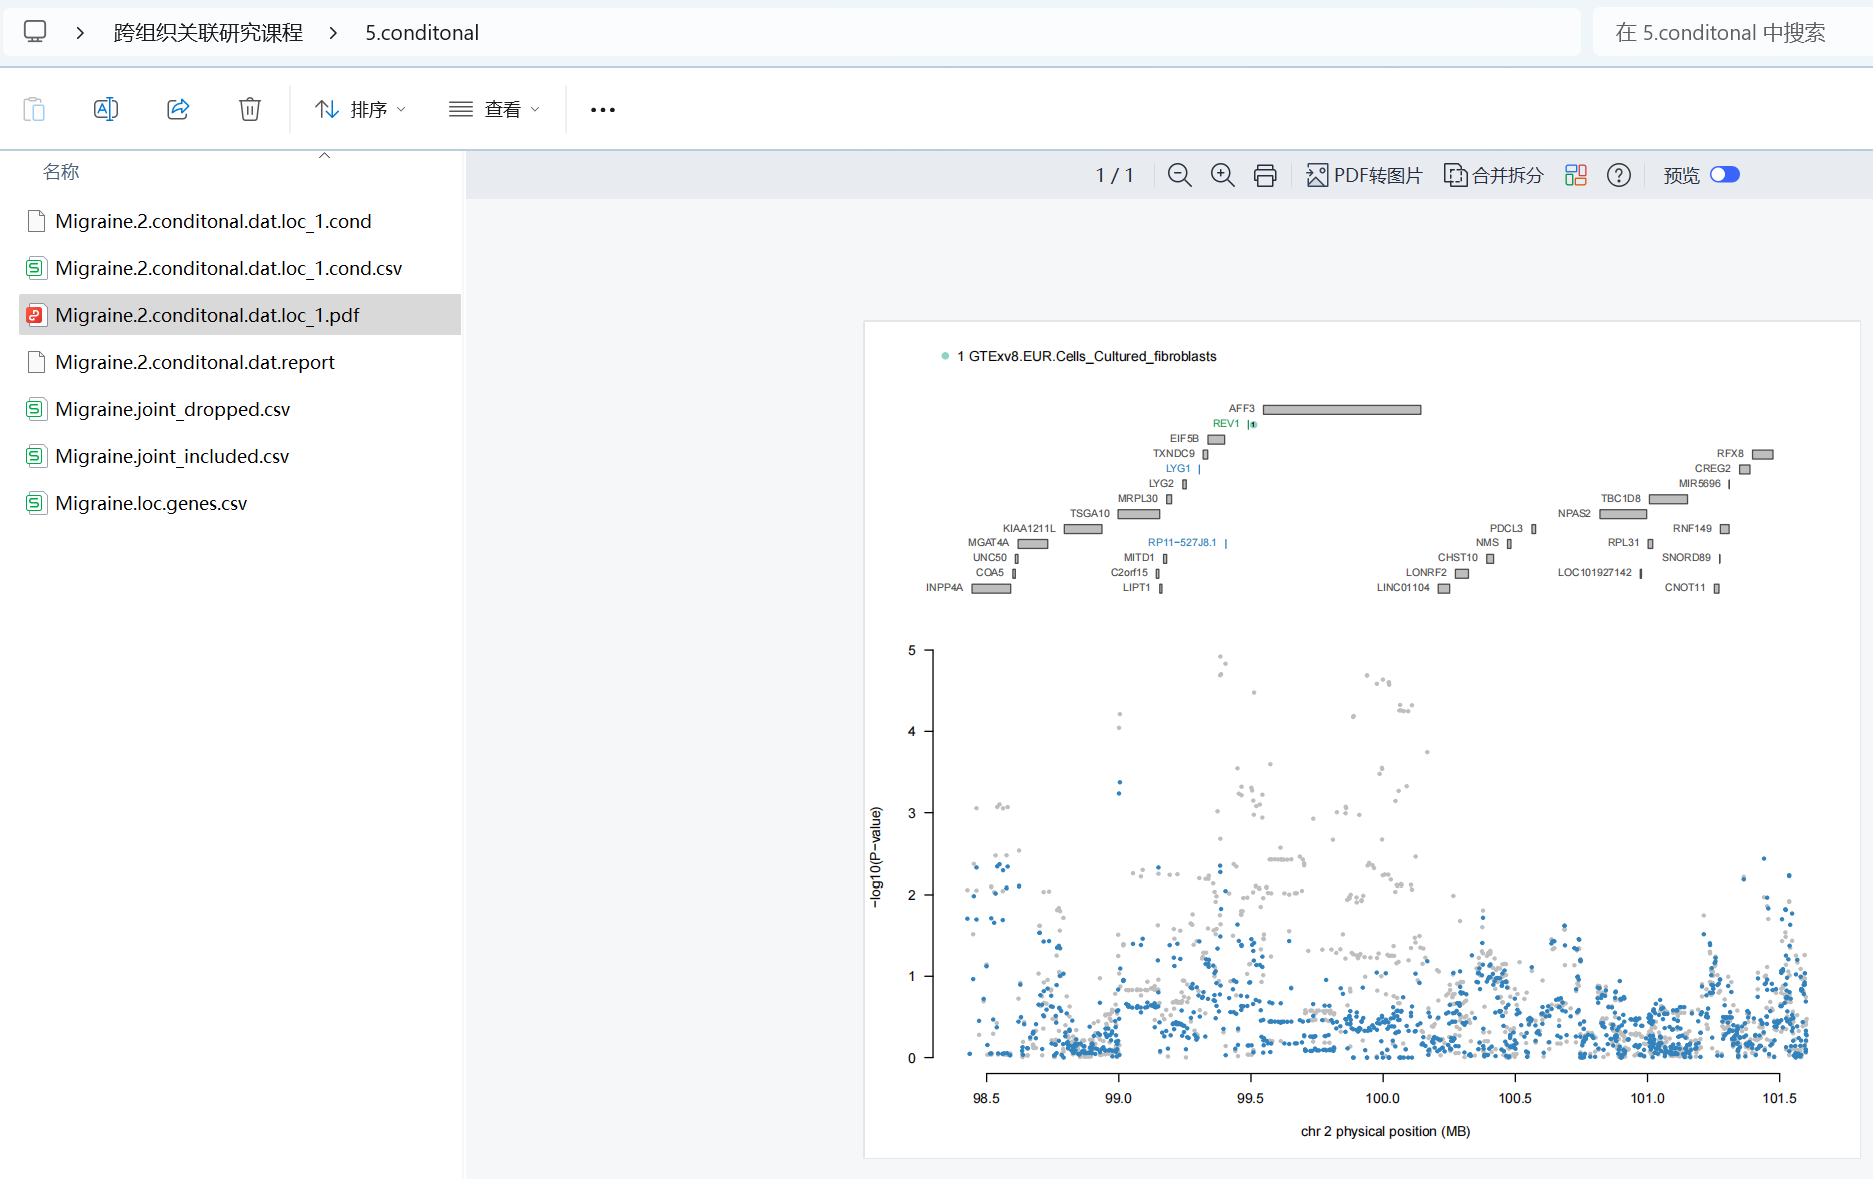 跨组织关联研究课程 5.conditonal 在 5.conditonal 中搜索
排序 查看
名称
Migraine.2.conditonal.dat.loc_1.cond
Migraine.2.conditonal.dat.loc_1.cond.csv
Migraine.2.conditonal.dat.loc_1.pdf
Migraine.2.conditonal.dat.report
Migraine.joint_dropped.csv
Migraine.joint_included.csv
Migraine.loc.genes.csv
1 / 1 PDF转图片 合并拆分 预览
1 GTExv8.EUR.Cells_Cultured_fibroblasts
AFF3
REV1 1
EIF5B
TXNDC9 RFX8
LYG1 CREG2
LYG2 MIR5696
MRPL30 TBC1D8
TSGA10 NPAS2
KIAA1211L PDCL3 RNF149
MGAT4A RP11−527J8.1 NMS RPL31
UNC50 MITD1 CHST10 SNORD89
COA5 C2orf15 LONRF2 LOC101927142
INPP4A LIPT1 LINC01104 CNOT11
5
4
3
2
1
0
−log10(P−value)
98.5 99.0 99.5 100.0 100.5 101.0 101.5
chr 2 physical position (MB)